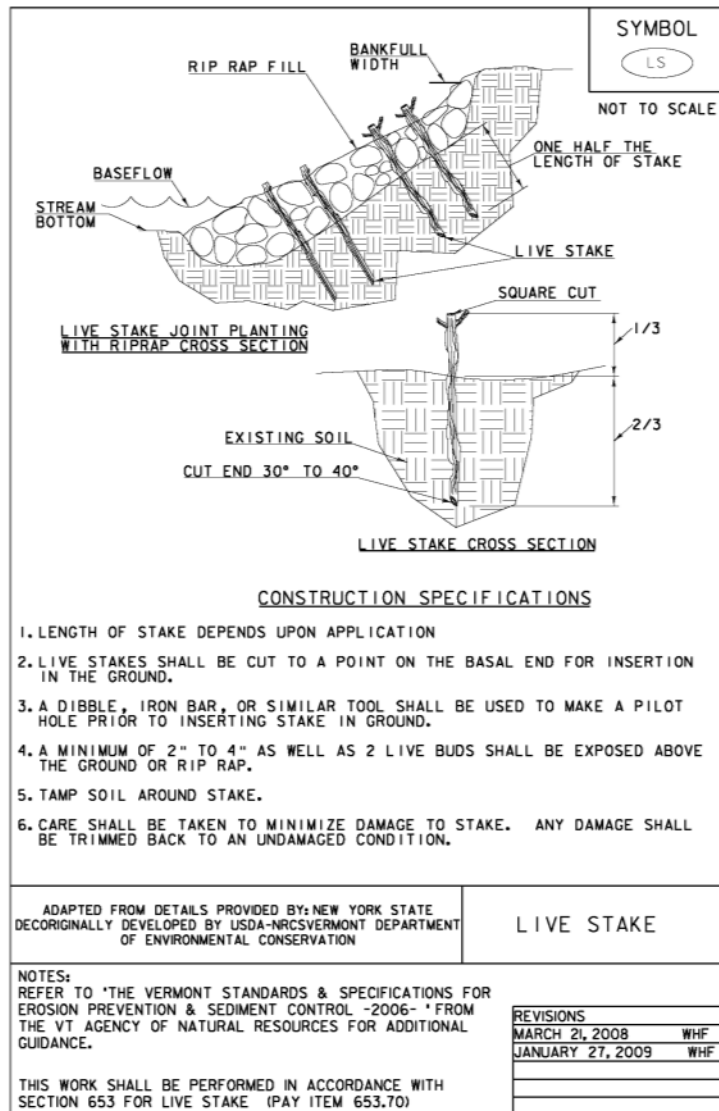 SYMBOL
LS
NOT TO SCALE
BANKFULL
WIDTH
RIP RAP FILL
ONE HALF THE
LENGTH OF STAKE
BASEFLOW
STREAM
BOTTOM
LIVE STAKE
SQUARE CUT
LIVE STAKE JOINT PLANTING
WITH RIPRAP CROSS SECTION
1/3
2/3
EXISTING SOIL
CUT END 30° TO 40°
LIVE STAKE CROSS SECTION
CONSTRUCTION SPECIFICATIONS
1. LENGTH OF STAKE DEPENDS UPON APPLICATION
2. LIVE STAKES SHALL BE CUT TO A POINT ON THE BASAL END FOR INSERTION
IN THE GROUND.
3. A DIBBLE, IRON BAR, OR SIMILAR TOOL SHALL BE USED TO MAKE A PILOT
HOLE PRIOR TO INSERTING STAKE IN GROUND.
4. A MINIMUM OF 2" TO 4" AS WELL AS 2 LIVE BUDS SHALL BE EXPOSED ABOVE
THE GROUND OR RIP RAP.
5. TAMP SOIL AROUND STAKE.
6. CARE SHALL BE TAKEN TO MINIMIZE DAMAGE TO STAKE. ANY DAMAGE SHALL
BE TRIMMED BACK TO AN UNDAMAGED CONDITION.
ADAPTED FROM DETAILS PROVIDED BY: NEW YORK STATE
DECORIGINALLY DEVELOPED BY USDA-NRCSVERMONT DEPARTMENT
OF ENVIRONMENTAL CONSERVATION
LIVE STAKE
NOTES:
REFER TO "THE VERMONT STANDARDS & SPECIFICATIONS FOR
EROSION PREVENTION & SEDIMENT CONTROL -2006- " FROM
THE VT AGENCY OF NATURAL RESOURCES FOR ADDITIONAL
GUIDANCE.
THIS WORK SHALL BE PERFORMED IN ACCORDANCE WITH
SECTION 653 FOR LIVE STAKE (PAY ITEM 653.70)
REVISIONS
MARCH 21, 2008 WHF
JANUARY 27, 2009 WHF